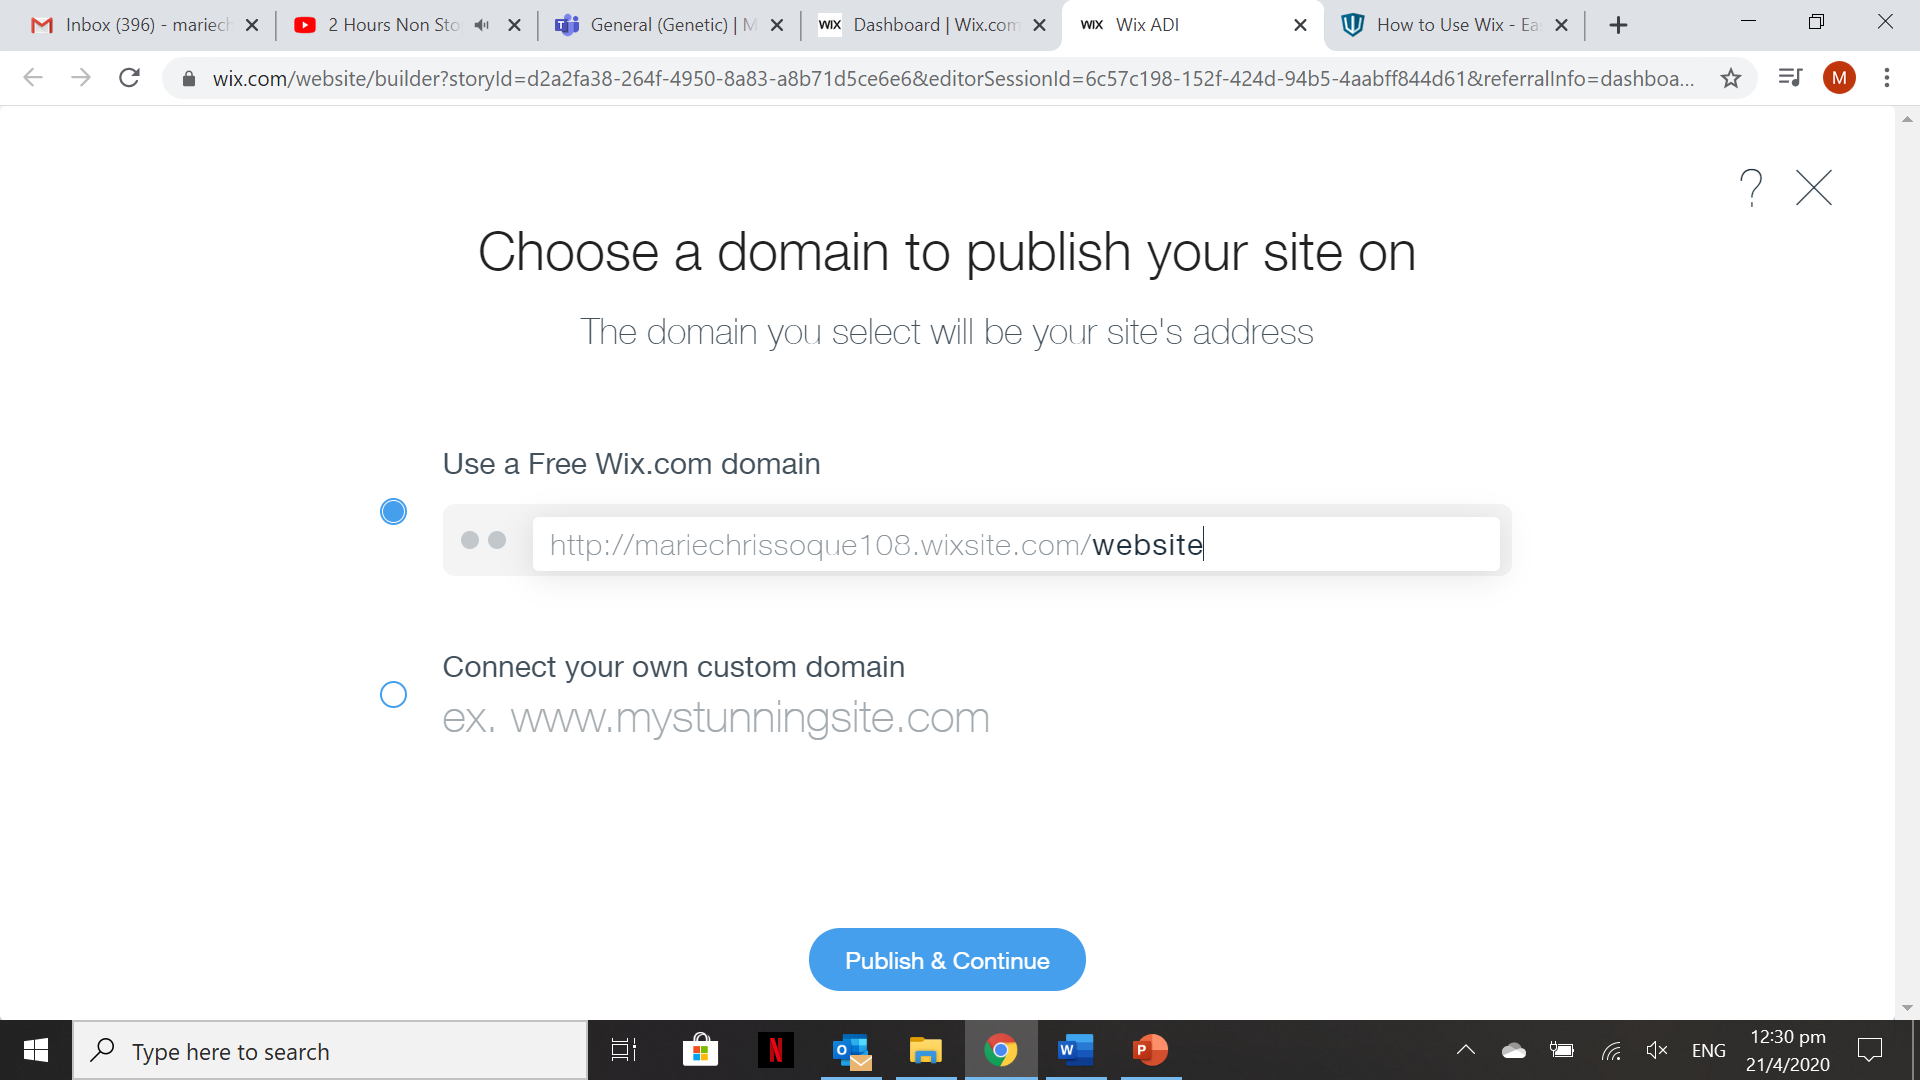 Inbox (396) - mariech
2 Hours Non Sto
General (Genetic) | M
WIX Dashboard | Wix.com
WIX Wix ADI
How to Use Wix - Ea
wix.com/website/builder?storyId=d2a2fa38-264f-4950-8a83-a8b71d5ce6e6&editorSessionId=6c57c198-152f-424d-94b5-4aabff844d61&referralInfo=dashboa...
M
?
Choose a domain to publish your site on
The domain you select will be your site's address
Use a Free Wix.com domain
http://mariechrissoque108.wixsite.com/website
Connect your own custom domain
ex. www.mystunningsite.com
Publish & Continue
Type here to search
ENG
12:30 pm
21/4/2020